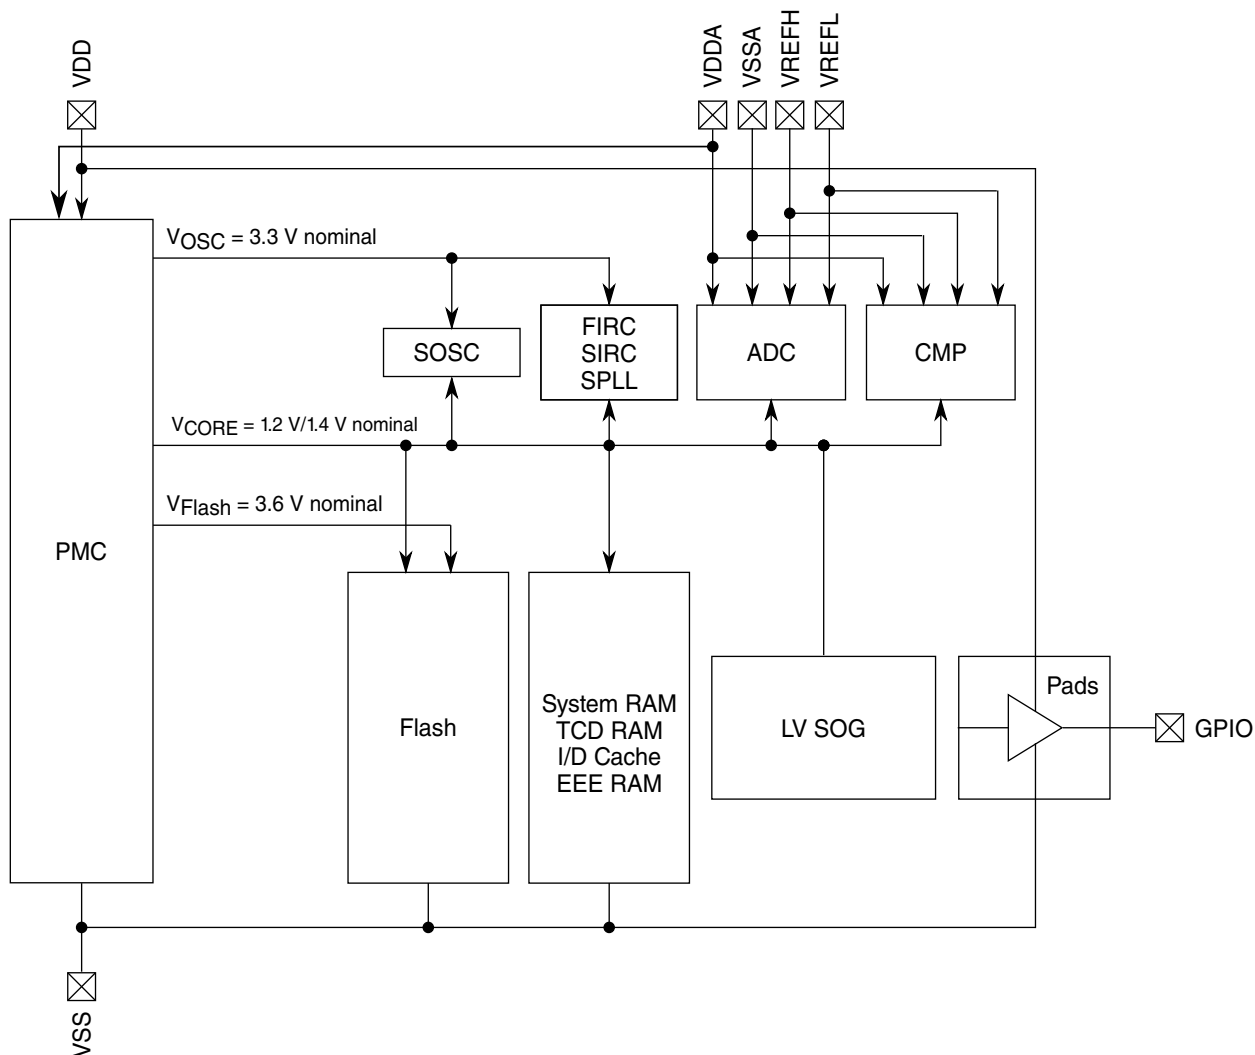 VDD
VDDA
VSSA
VREFH
VREFL
VOSC = 3.3 V nominal
SOSC
FIRC
SIRC
SPLL
ADC
CMP
VCORE = 1.2 V/1.4 V nominal
VFlash = 3.6 V nominal
PMC
Flash
System RAM
TCD RAM
I/D Cache
EEE RAM
LV SOG
Pads
GPIO
VSS